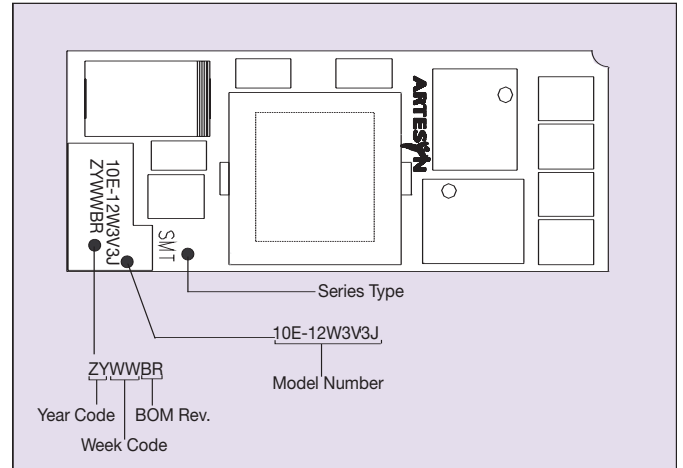 ARTESYN
10E-12W3V3J
ZYWWBR
SMT
Series Type
10E-12W3V3J
Model Number
ZYWWBR
Year Code BOM Rev.
Week Code